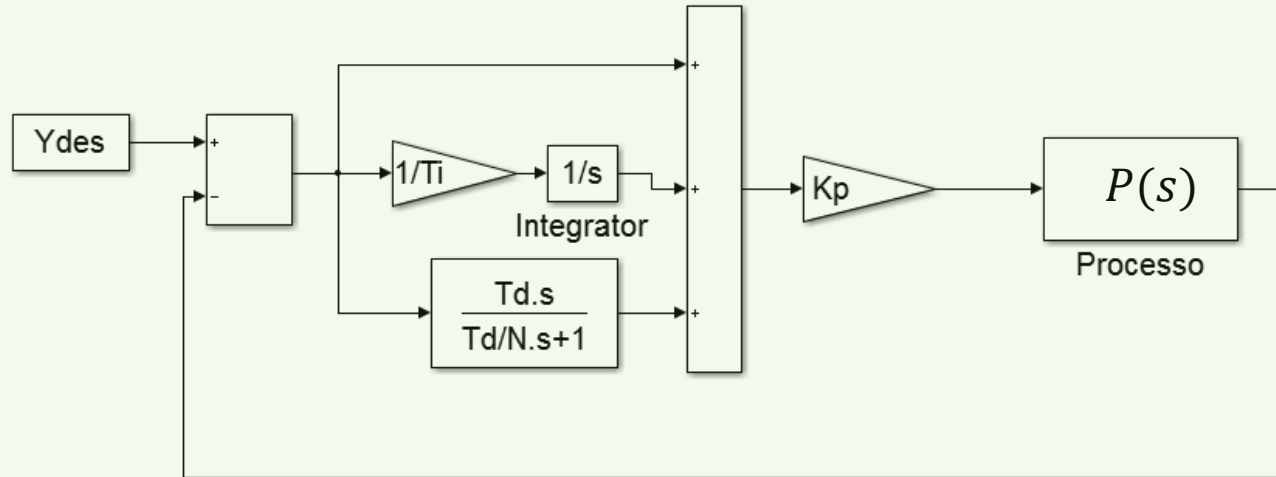 +
Ydes
+
−
1/Ti
1/s
+
Kp
P(s)
Integrator
Processo
Td.s
Td/N.s+1
+